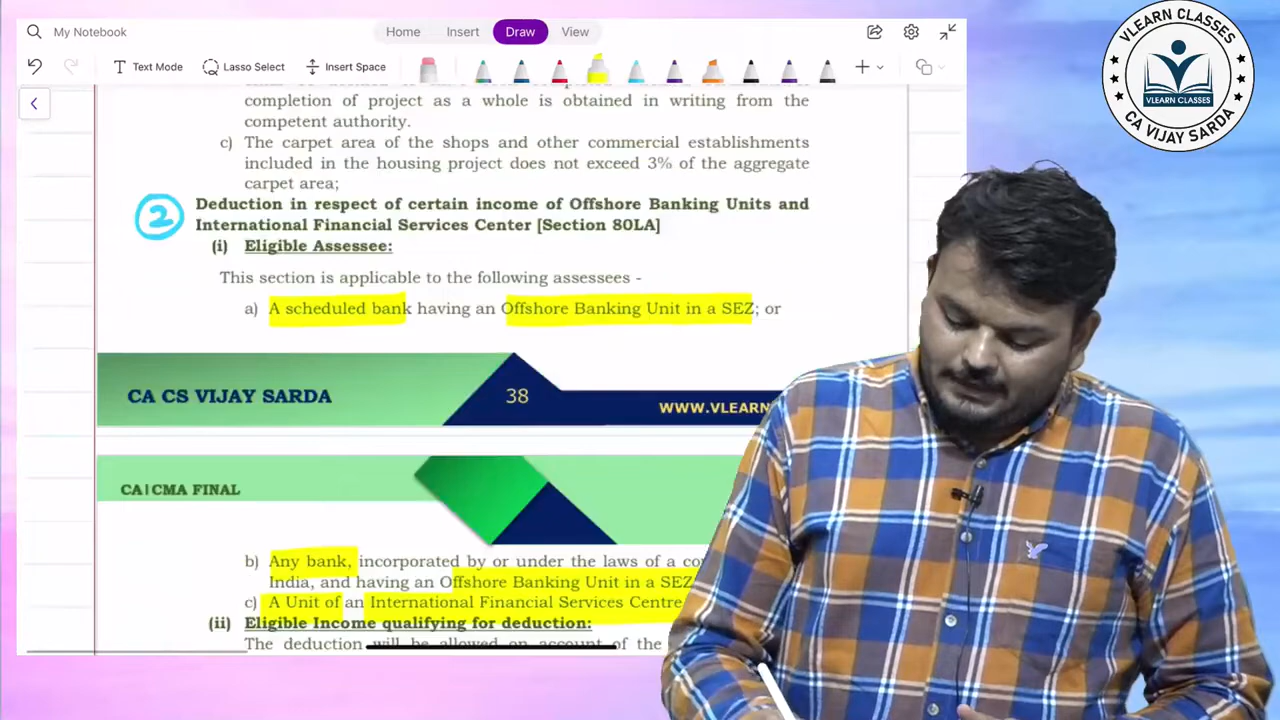 My Notebook
Home Insert Draw View
Text Mode Lasso Select Insert Space
completion of project as a whole is obtained in writing from the
competent authority.
c) The carpet area of the shops and other commercial establishments
included in the housing project does not exceed 3% of the aggregate
carpet area;
2 Deduction in respect of certain income of Offshore Banking Units and
International Financial Services Center [Section 80LA]
(i) Eligible Assessee:
This section is applicable to the following assessees -
a) A scheduled bank having an Offshore Banking Unit in a SEZ; or
CA CS VIJAY SARDA
38
WWW.VLEARN
CA|CMA FINAL
b) Any bank, incorporated by or under the laws of a
India, and having an Offshore Banking Unit in a SEZ
c) A Unit of an International Financial Services Centre
(ii) Eligible Income qualifying for deduction:
The deduction will be allowed on account of the
VLEARN CLASSES
VLEARN CLASSES
CA VIJAY SARDA